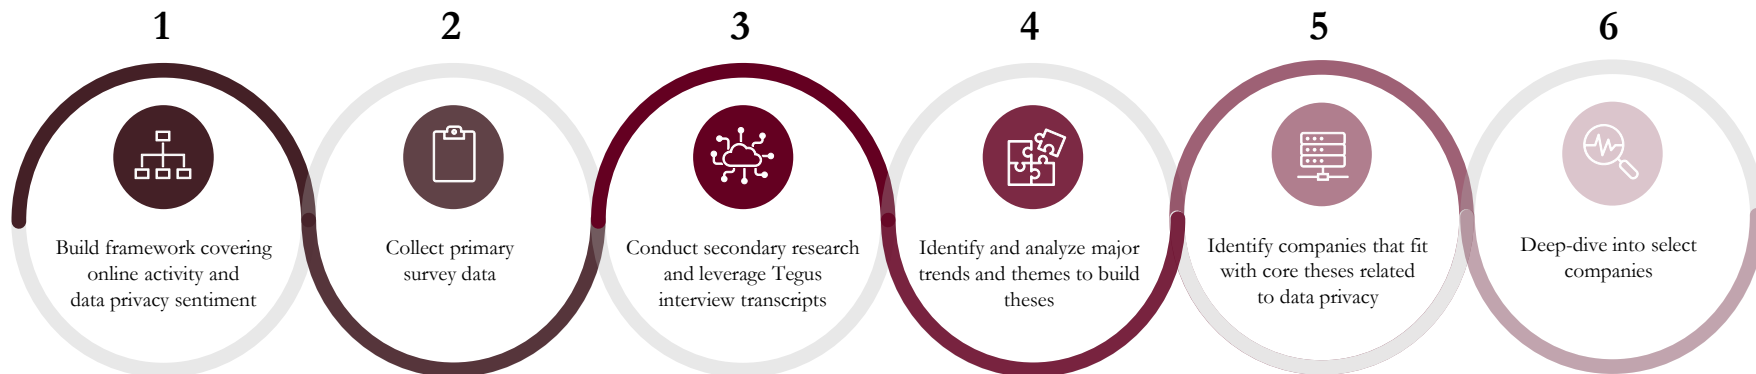 1
Build framework covering
online activity and
data privacy sentiment
2
Collect primary
survey data
3
Conduct secondary research
and leverage Tegus
interview transcripts
4
Identify and analyze major
trends and themes to build
theses
5
Identify companies that fit
with core theses related
to data privacy
6
Deep-dive into select
companies